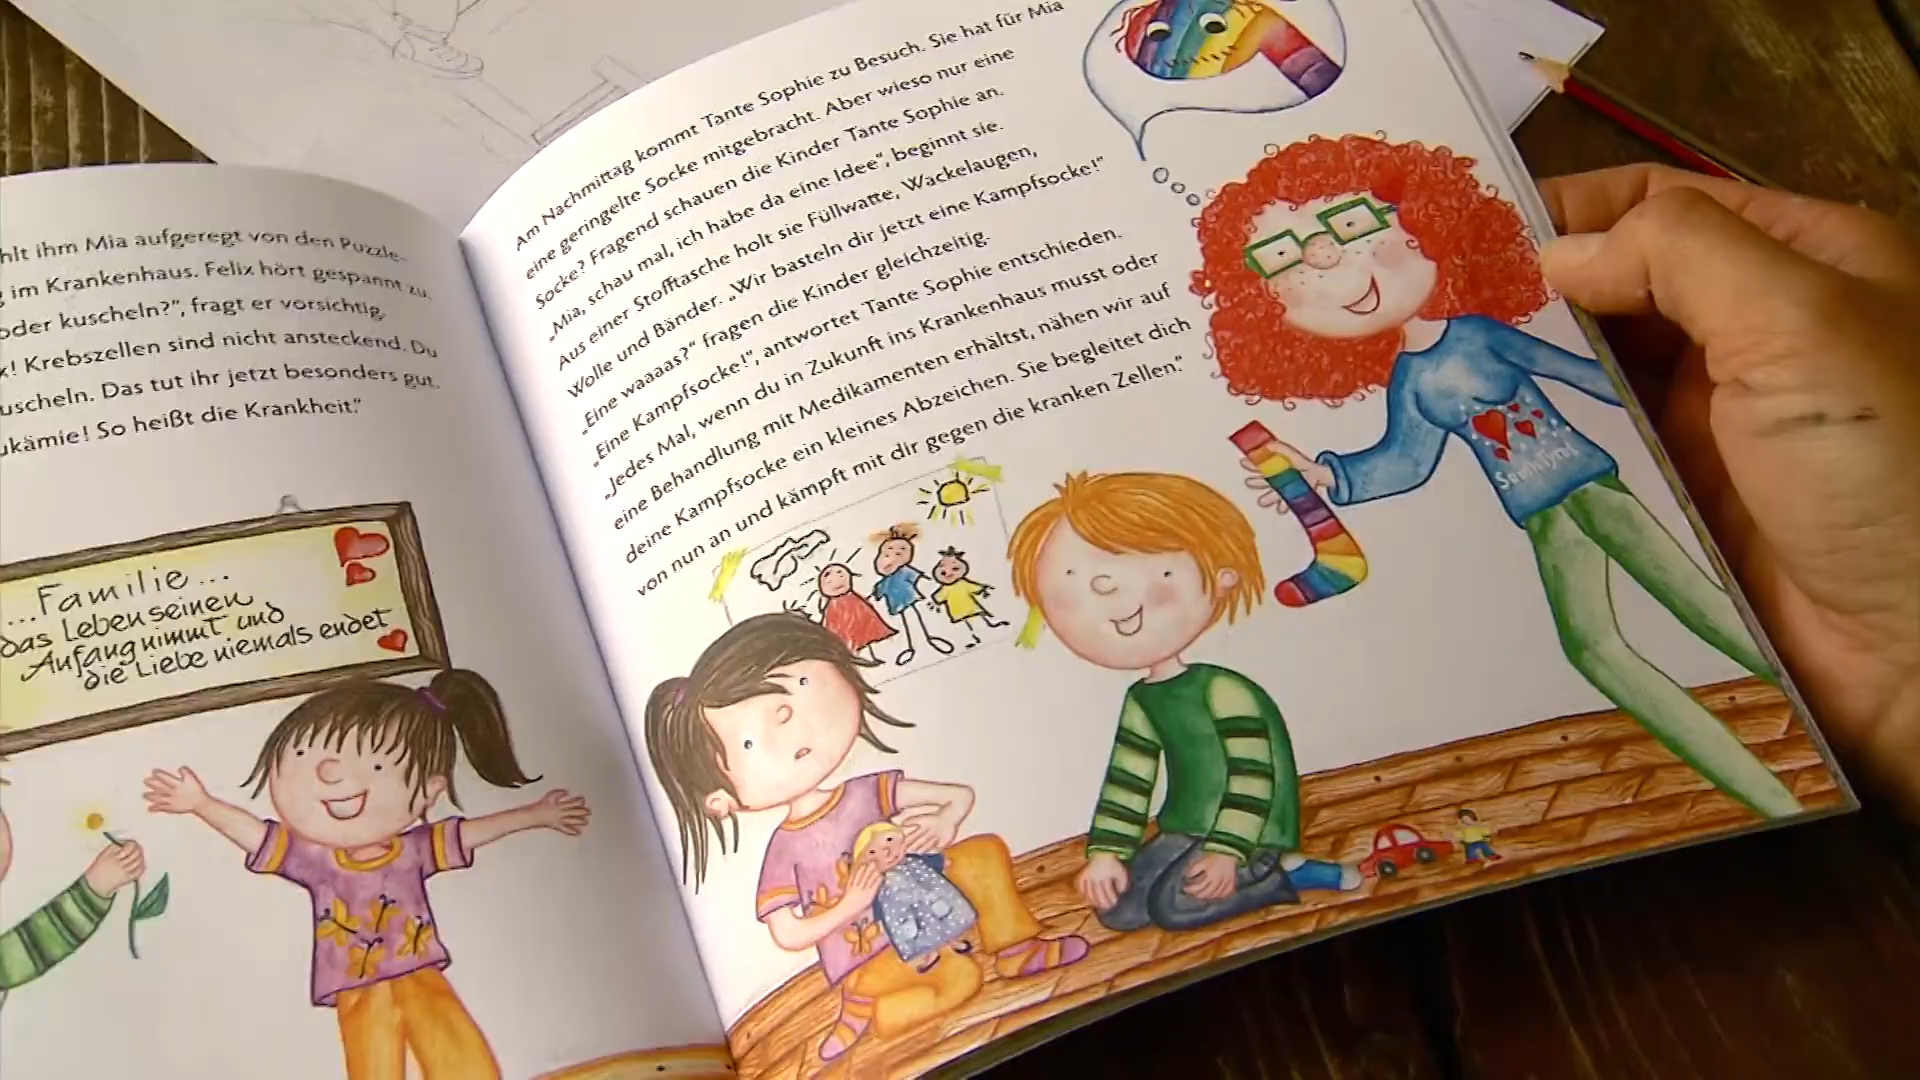 hlt ihm Mia aufgeregt von den Puzzle-
im Krankenhaus. Felix hört gespannt zu.
oder kuscheln?“, fragt er vorsichtig.
! Krebszellen sind nicht ansteckend. Du
uscheln. Das tut ihr jetzt besonders gut.
ukämie! So heißt die Krankheit.“
...Familie...
das Leben seinen
Anfang nimmt und
die Liebe niemals endet
Am Nachmittag kommt Tante Sophie zu Besuch. Sie hat für Mia
eine geringelte Socke mitgebracht. Aber wieso nur eine
Socke? Fragend schauen die Kinder Tante Sophie an.
„Mia, schau mal, ich habe da eine Idee“, beginnt sie.
Aus einer Stofftasche holt sie Füllwatte, Wackelaugen,
Wolle und Bänder. „Wir basteln dir jetzt eine Kampfsocke!“
„Eine waaaas?“ fragen die Kinder gleichzeitig.
„Eine Kampfsocke!“, antwortet Tante Sophie entschieden.
„Jedes Mal, wenn du in Zukunft ins Krankenhaus musst oder
eine Behandlung mit Medikamenten erhältst, nähen wir auf
deine Kampfsocke ein kleines Abzeichen. Sie begleitet dich
von nun an und kämpft mit dir gegen die kranken Zellen.“